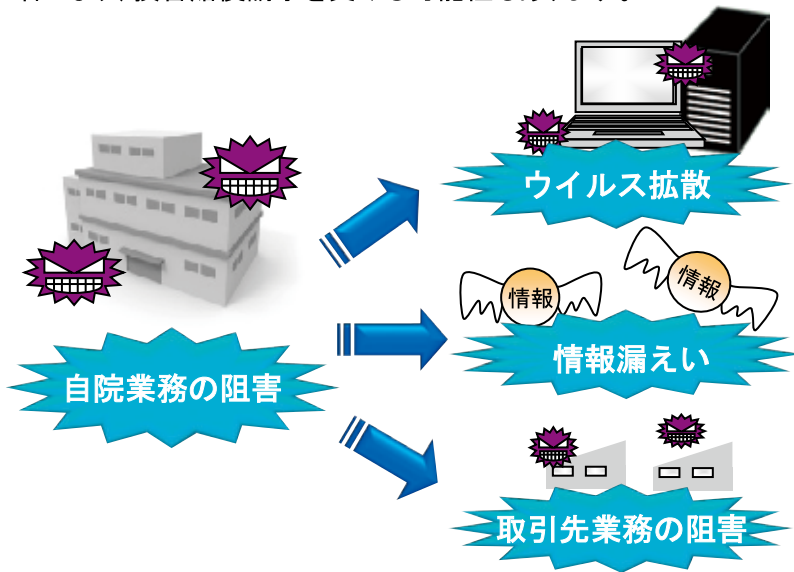 ウイルス拡散
情報
情報
情報漏えい
自院業務の阻害
取引先業務の阻害